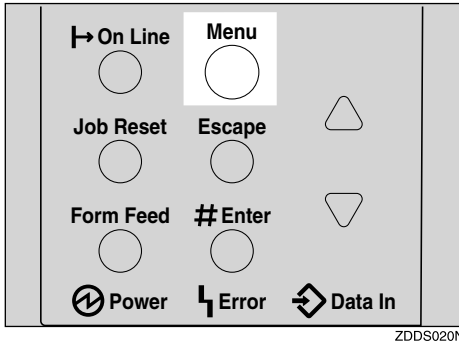 On Line Menu
Job Reset Escape
Form Feed # Enter
Power Error Data In
ZDDS020N